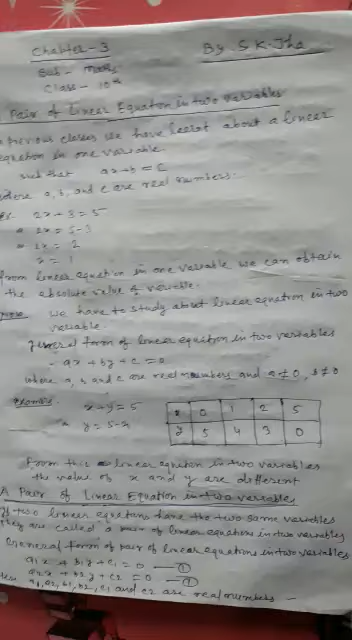 Chapter-3
By. S.K. Jha
Sub - Maths
Class - 10th
Pair of linear Equation in two variables
previous classes we have learnt about a linear
equation in one variable.
such that ax+b=c
where a, b, and c are real numbers.
Ex. 2x+3=5
2x = 5-3
2x = 2
x = 1
from linear equation in one variable we can obtain
the absolute value of variable.
we have to study about linear equation in two
variable.
general form of linear equation in two variables
- ax+by+c=0
where a, b and c are real numbers and a≠0, b≠0
Example. x+y=5
y=5-x
x 0 1 2 5
y 5 4 3 0
from this linear equation in two variables
the value of x and y are different
A Pair of Linear Equation in two variables
If two linear equations have the two same variables
they are called a pair of linear equation in two variables
General form of pair of linear equations in two variables
a1x + b1y + c1 = 0 — ①
a2x + b2y + c2 = 0 — ②
Here a1, a2, b1, b2, c1 and c2 are real numbers -